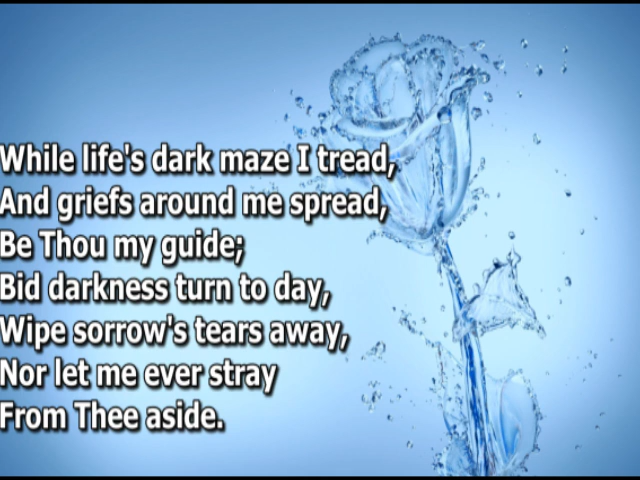 While life's dark maze I tread,
And griefs around me spread,
Be Thou my guide;
Bid darkness turn to day,
Wipe sorrow's tears away,
Nor let me ever stray
From Thee aside.